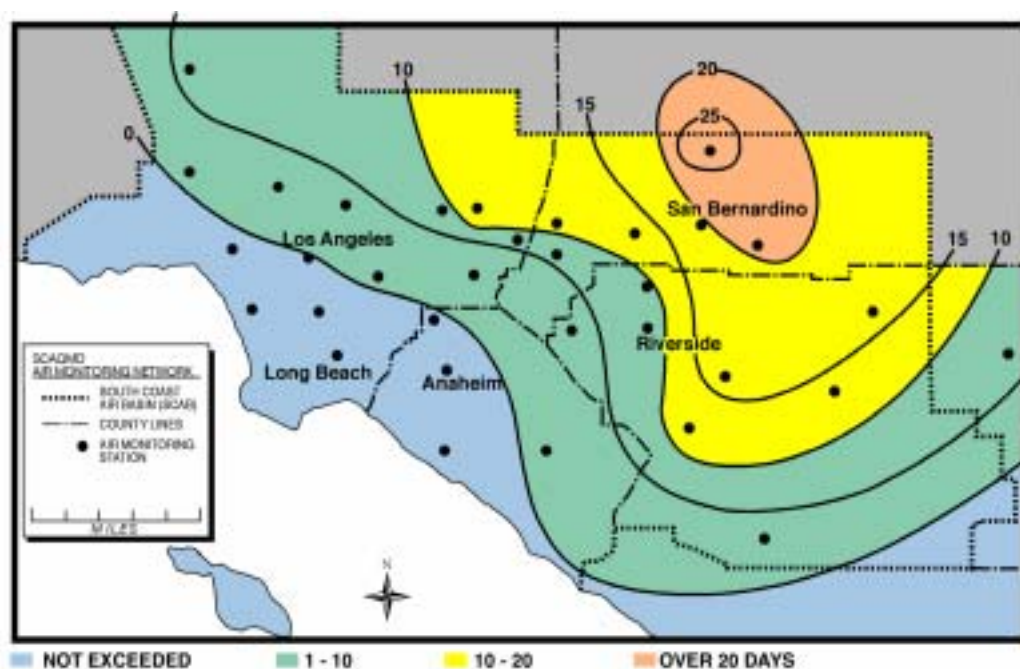 20
10
15
25
0
San Bernardino
Los Angeles
15
10
Riverside
Long Beach
Anaheim
SCAQMD
AIR MONITORING NETWORK
SOUTH COAST
AIR BASIN (SCAB)
COUNTY LINES
AIR MONITORING
STATION
MILES
N
NOT EXCEEDED
1 - 10
10 - 20
OVER 20 DAYS